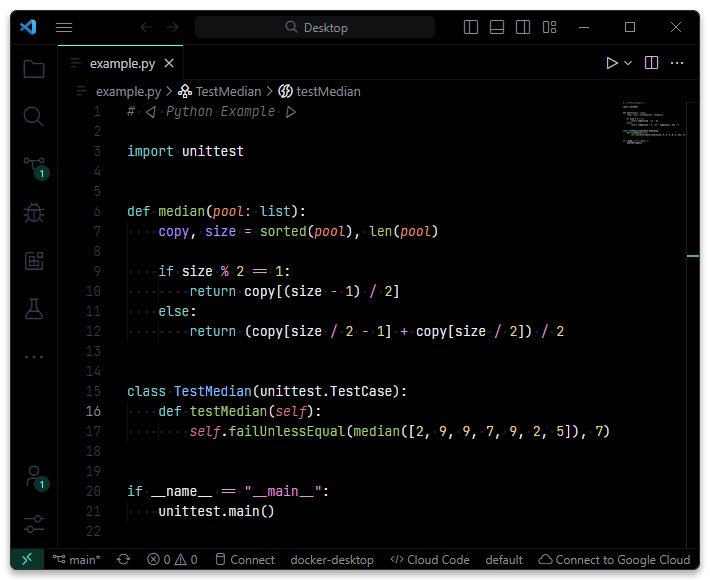 Desktop
example.py
example.py > TestMedian > testMedian
1 # ◁ Python Example ▷
2
3 import unittest
4
5
6 def median(pool: list):
7 copy, size = sorted(pool), len(pool)
8
9 if size % 2 == 1:
10 return copy[(size - 1) / 2]
11 else:
12 return (copy[size / 2 - 1] + copy[size / 2]) / 2
13
14
15 class TestMedian(unittest.TestCase):
16 def testMedian(self):
17 self.failUnlessEqual(median([2, 9, 9, 7, 9, 2, 5]), 7)
18
19
20 if __name__ == "__main__":
21 unittest.main()
22
1
1
main* 0 0 Connect docker-desktop Cloud Code default Connect to Google Cloud